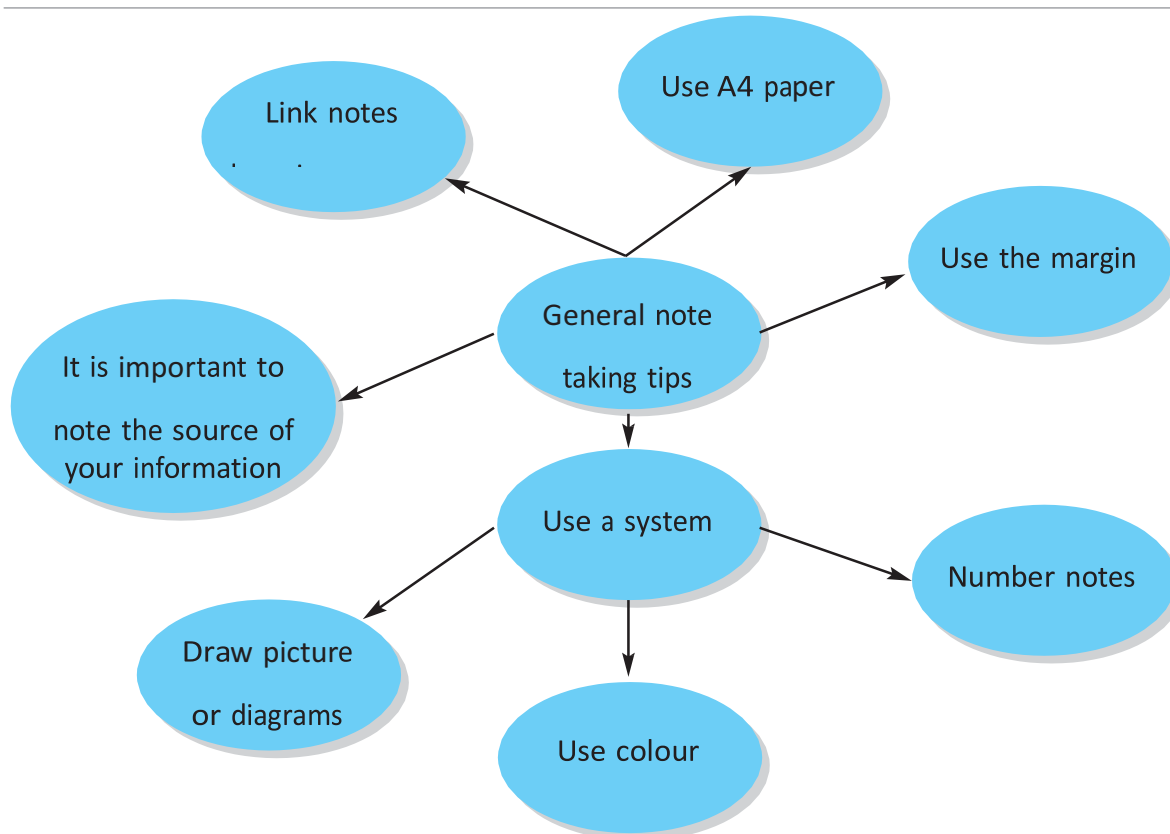 Link notes
Use A4 paper
Use the margin
General note
taking tips
It is important to
note the source of
your information
Use a system
Number notes
Draw picture
or diagrams
Use colour